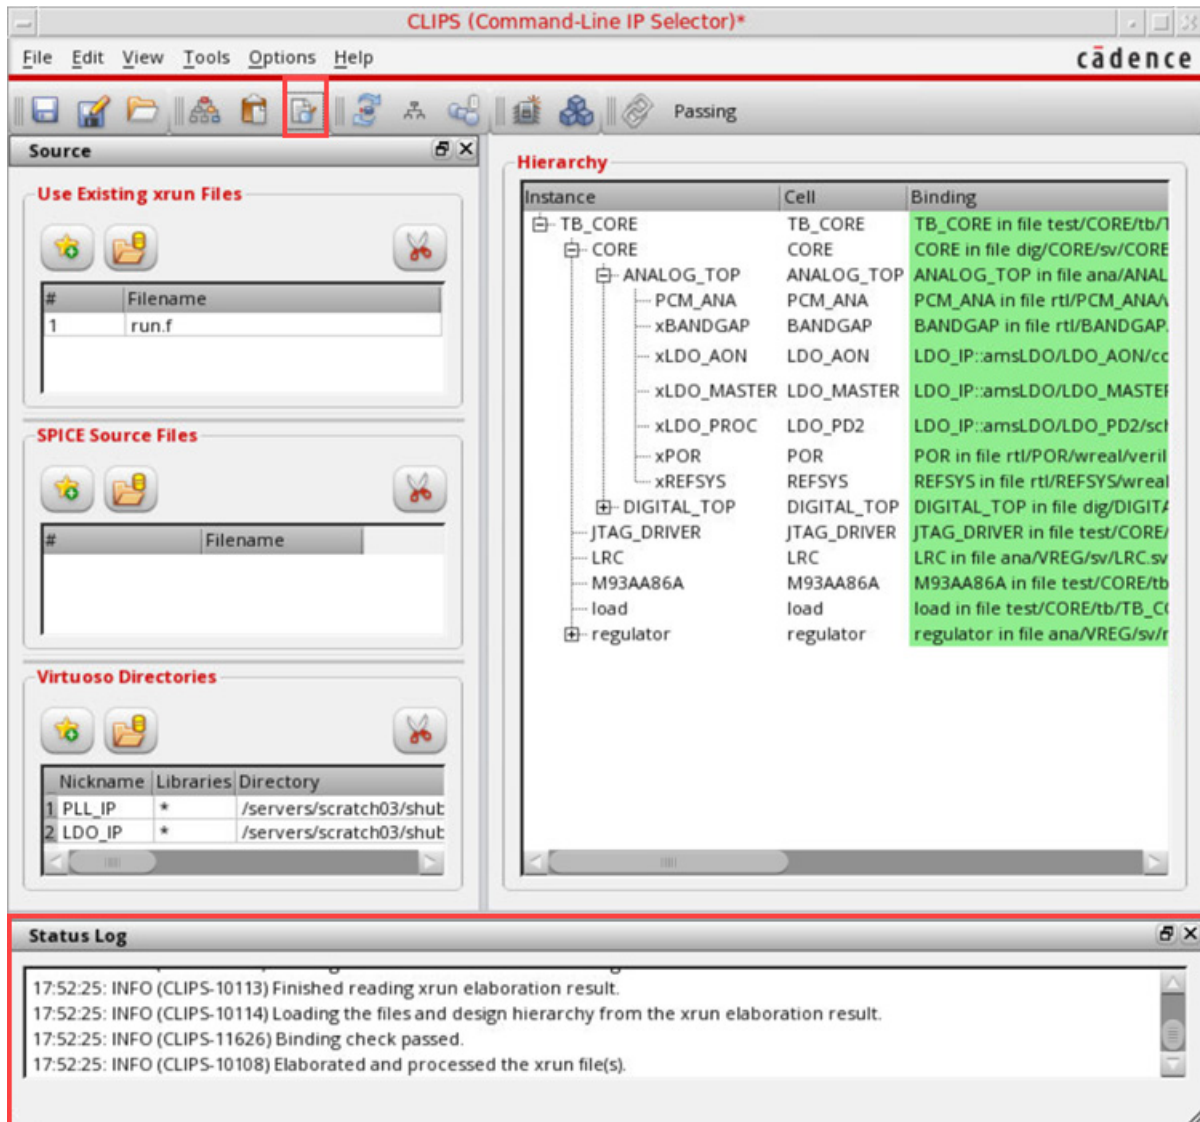 CLIPS (Command-Line IP Selector)*
File Edit View Tools Options Help
cādence
Passing
Source
Use Existing xrun Files
# Filename
1 run.f
SPICE Source Files
# Filename
Virtuoso Directories
Nickname Libraries Directory
1 PLL_IP * /servers/scratch03/shub
2 LDO_IP * /servers/scratch03/shub
Hierarchy
Instance Cell Binding
TB_CORE TB_CORE TB_CORE in file test/CORE/tb/
CORE CORE CORE in file dig/CORE/sv/CORE
ANALOG_TOP ANALOG_TOP ANALOG_TOP in file ana/ANAL
PCM_ANA PCM_ANA PCM_ANA in file rtl/PCM_ANA/
xBANDGAP BANDGAP BANDGAP in file rtl/BANDGAP.
xLDO_AON LDO_AON LDO_IP::amsLDO/LDO_AON/cc
xLDO_MASTER LDO_MASTER LDO_IP::amsLDO/LDO_MASTER
xLDO_PROC LDO_PD2 LDO_IP::amsLDO/LDO_PD2/scl
xPOR POR POR in file rtl/POR/wreal/veril
xREFSYS REFSYS REFSYS in file rtl/REFSYS/wreal
DIGITAL_TOP DIGITAL_TOP DIGITAL_TOP in file dig/DIGITA
JTAG_DRIVER JTAG_DRIVER JTAG_DRIVER in file test/CORE/
LRC LRC LRC in file ana/VREG/sv/LRC.sv
M93AA86A M93AA86A M93AA86A in file test/CORE/tb
load load load in file test/CORE/tb/TB_C
regulator regulator regulator in file ana/VREG/sv/r
Status Log
17:52:25: INFO (CLIPS-10113) Finished reading xrun elaboration result.
17:52:25: INFO (CLIPS-10114) Loading the files and design hierarchy from the xrun elaboration result.
17:52:25: INFO (CLIPS-11626) Binding check passed.
17:52:25: INFO (CLIPS-10108) Elaborated and processed the xrun file(s).